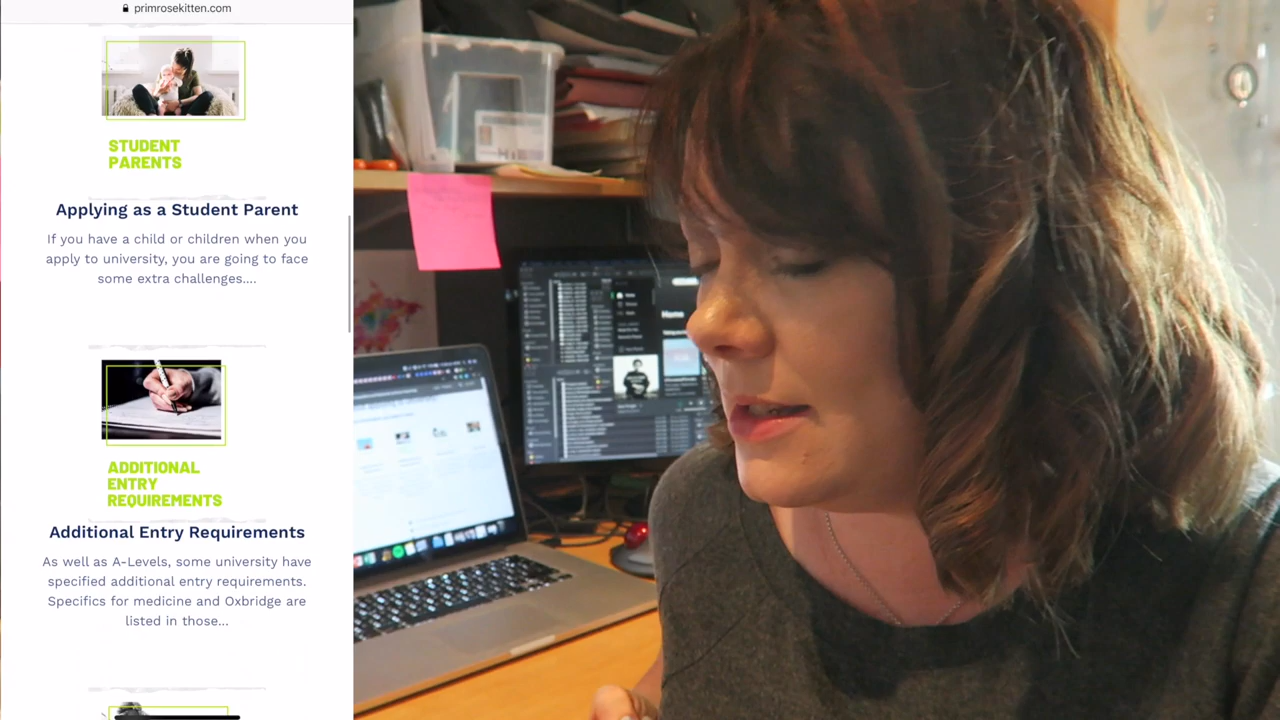 primrosekitten.com
STUDENT
PARENTS
Applying as a Student Parent
If you have a child or children when you
apply to university, you are going to face
some extra challenges....
ADDITIONAL
ENTRY
REQUIREMENTS
Additional Entry Requirements
As well as A-Levels, some university have
specified additional entry requirements.
Specifics for medicine and Oxbridge are
listed in those...
Home